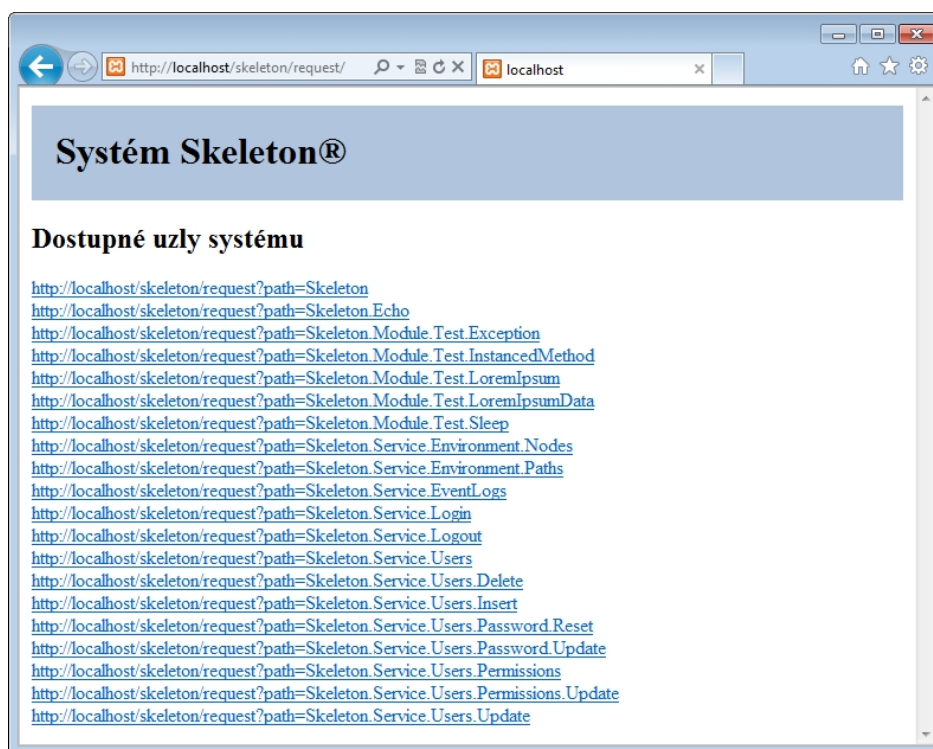 http://localhost/skeleton/request/
localhost
Systém Skeleton®
Dostupné uzly systému
http://localhost/skeleton/request?path=Skeleton
http://localhost/skeleton/request?path=Skeleton.Echo
http://localhost/skeleton/request?path=Skeleton.Module.Test.Exception
http://localhost/skeleton/request?path=Skeleton.Module.Test.InstancedMethod
http://localhost/skeleton/request?path=Skeleton.Module.Test.LoremIpsum
http://localhost/skeleton/request?path=Skeleton.Module.Test.LoremIpsumData
http://localhost/skeleton/request?path=Skeleton.Module.Test.Sleep
http://localhost/skeleton/request?path=Skeleton.Service.Environment.Nodes
http://localhost/skeleton/request?path=Skeleton.Service.Environment.Paths
http://localhost/skeleton/request?path=Skeleton.Service.EventLogs
http://localhost/skeleton/request?path=Skeleton.Service.Login
http://localhost/skeleton/request?path=Skeleton.Service.Logout
http://localhost/skeleton/request?path=Skeleton.Service.Users
http://localhost/skeleton/request?path=Skeleton.Service.Users.Delete
http://localhost/skeleton/request?path=Skeleton.Service.Users.Insert
http://localhost/skeleton/request?path=Skeleton.Service.Users.Password.Reset
http://localhost/skeleton/request?path=Skeleton.Service.Users.Password.Update
http://localhost/skeleton/request?path=Skeleton.Service.Users.Permissions
http://localhost/skeleton/request?path=Skeleton.Service.Users.Permissions.Update
http://localhost/skeleton/request?path=Skeleton.Service.Users.Update